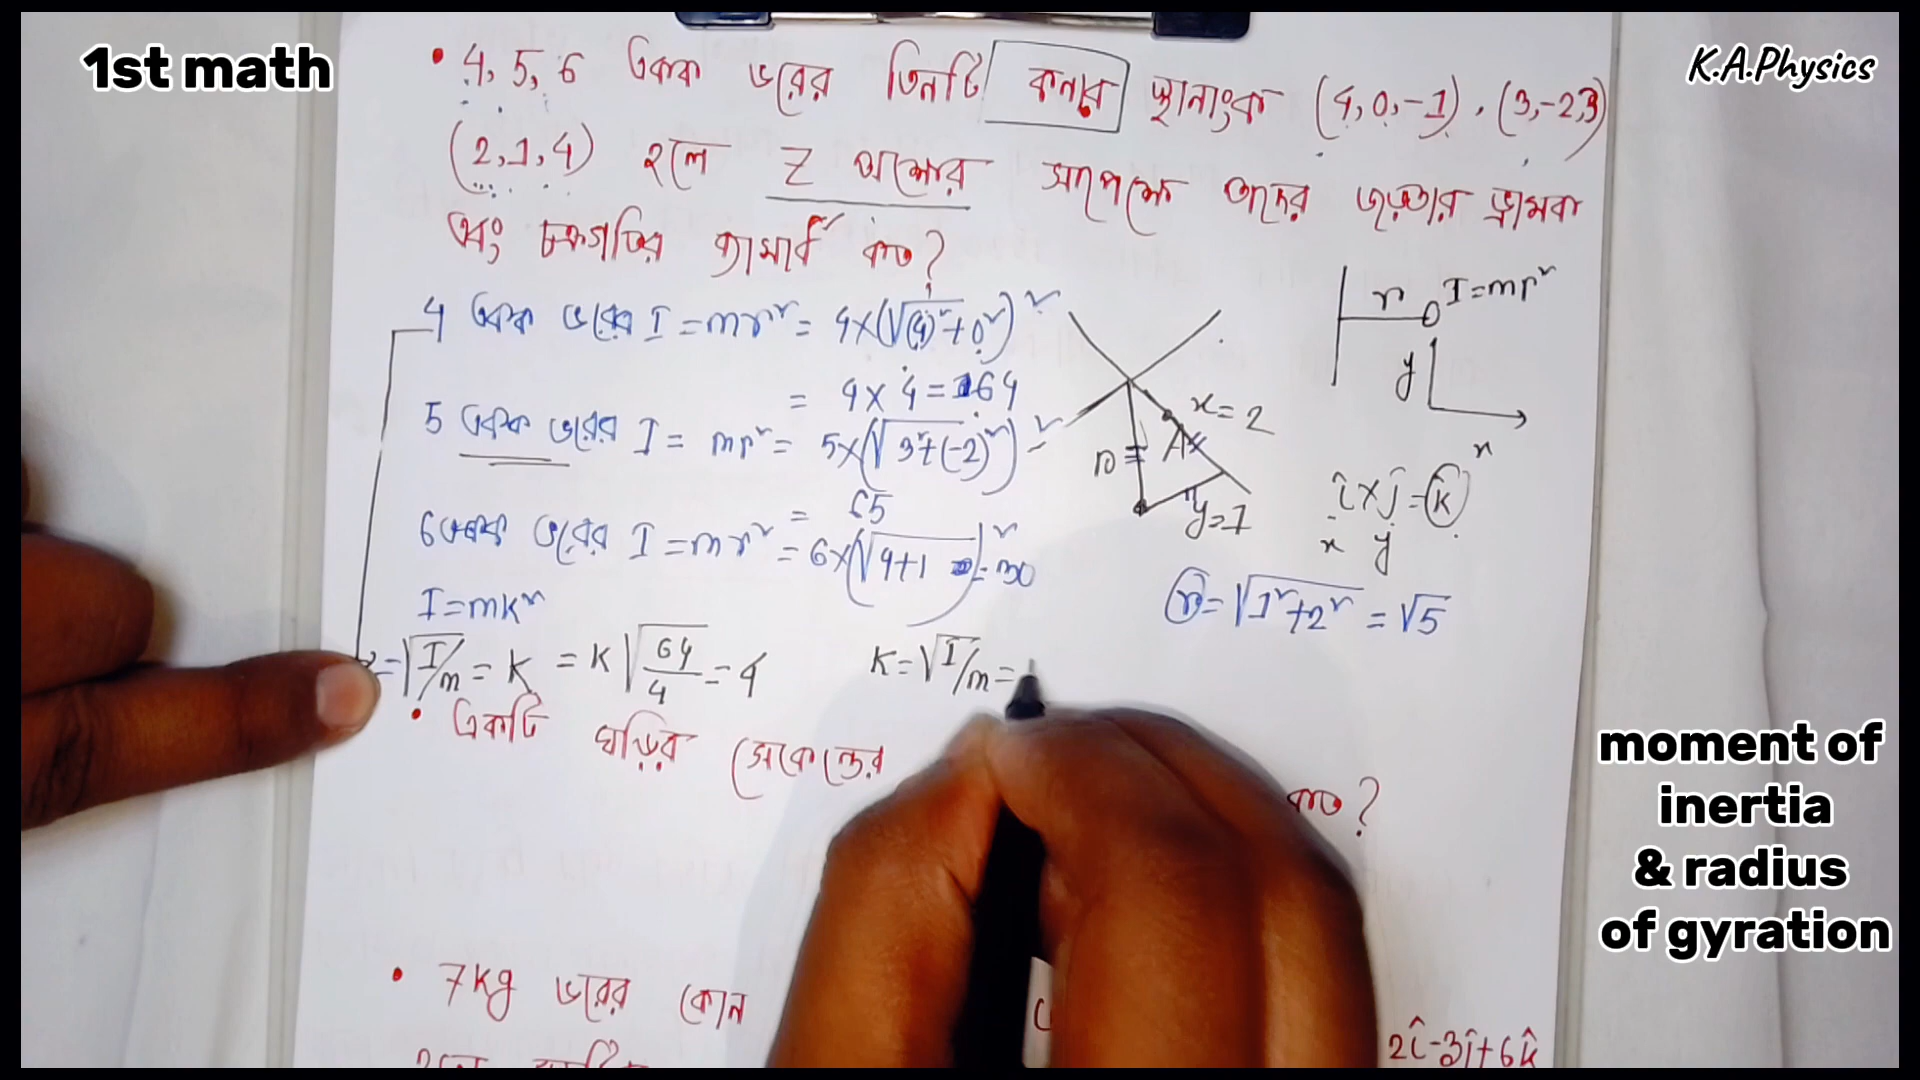 1st math
K.A.Physics
• 4, 5, 6 একক ভরের তিনটি কনার স্থানাংক (4,0,-1), (3,-2,3)
(2,1,4) হলে Z অক্ষের সাপেক্ষে তাদের জড়তার ভ্রামক
এবং চক্রগতির ব্যাসার্ধ কত?
4 একক ভরের I = mr² = 4×(√(4)²+0²)²
= 4×4=164
5 একক ভরের I = mr² = 5×(√3²+(-2)²)²
= 65
6 একক ভরের I = mr² = 6×(√4+1)²=30
I=mk²
=√I/m = K = K√64/4 = 4
K=√I/m=
r
I=mr²
y
x
x=2
y=1
î×ĵ=k̂
x y
r=√1²+2² = √5
• একটি ঘড়ির সেকেন্ডের
কত?
moment of
inertia
& radius
of gyration
• 7kg ভরের কোন
2î-3ĵ+6k̂